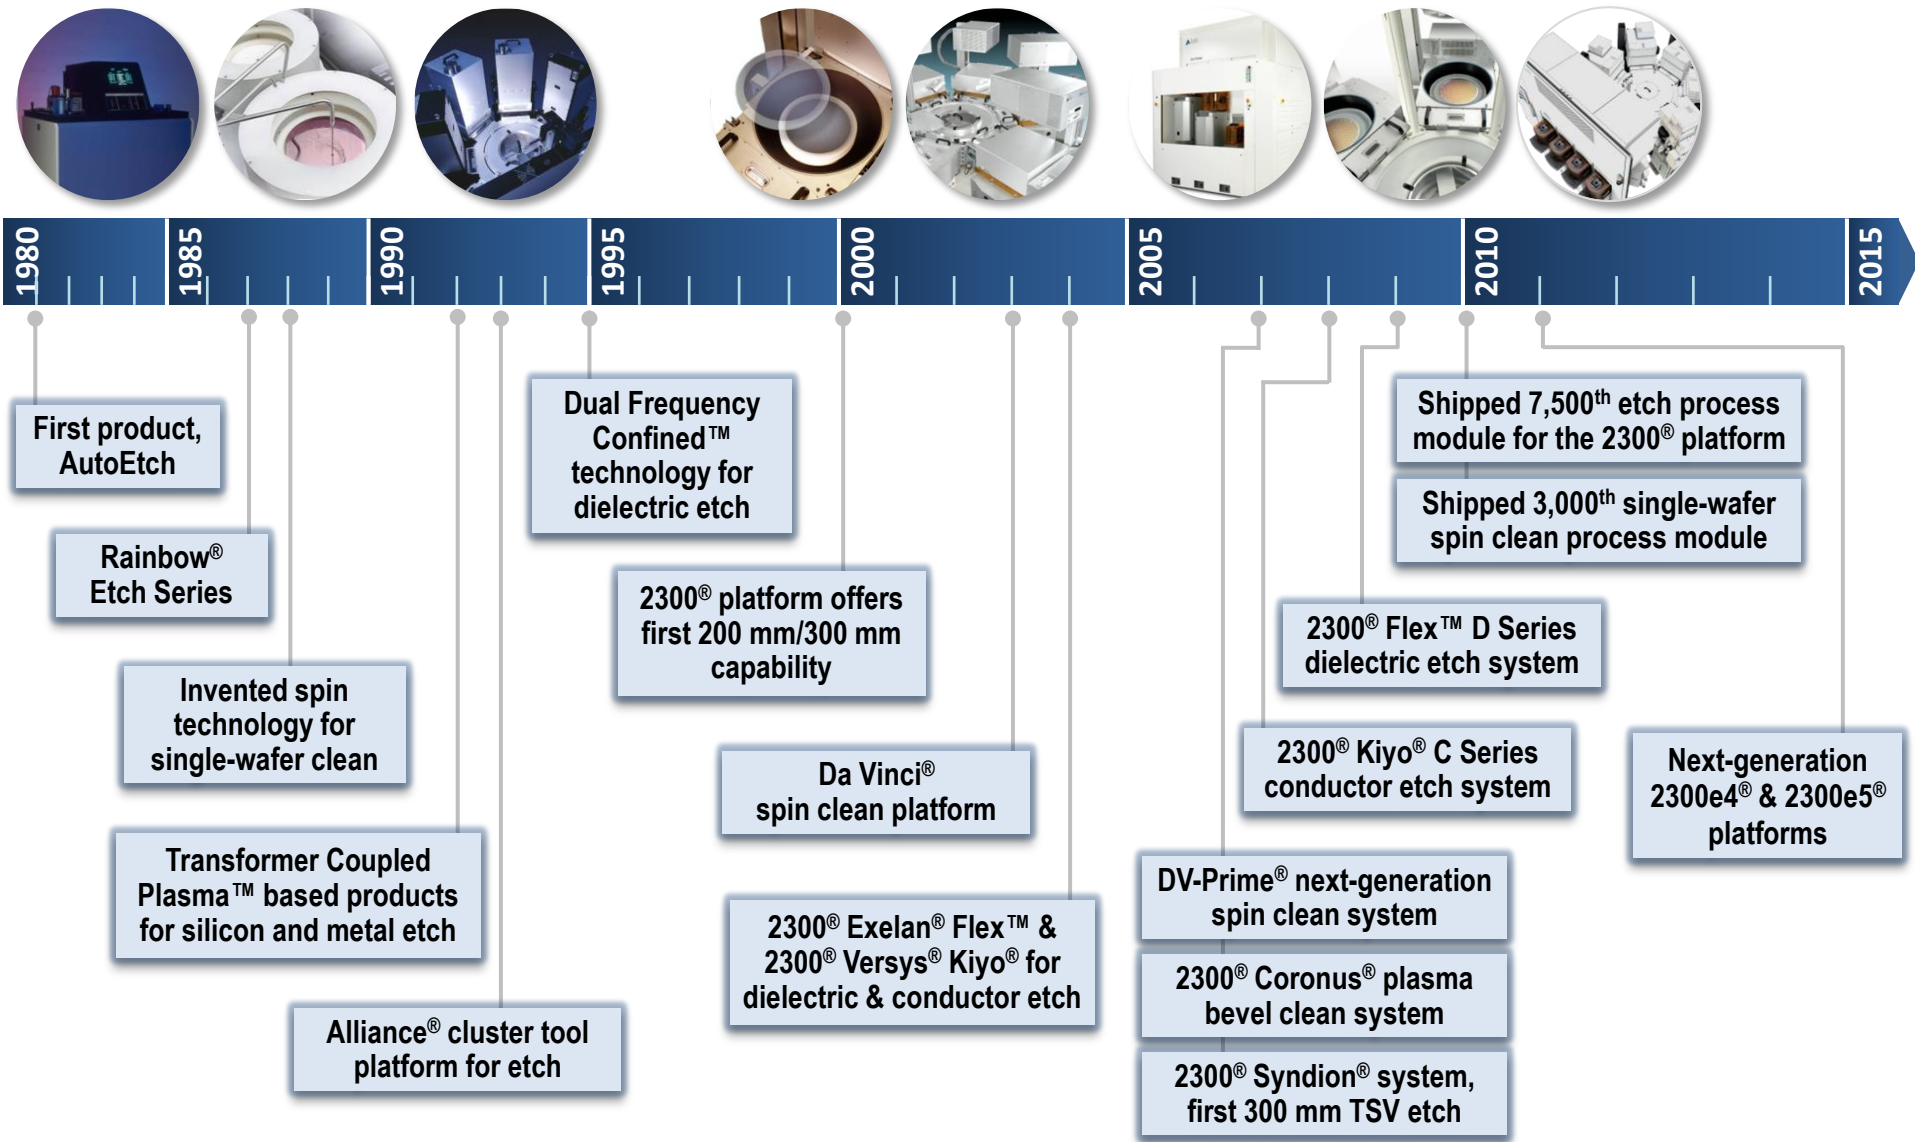 1980
1985
1990
1995
2000
2005
2010
2015
First product,
AutoEtch
Rainbow®
Etch Series
Invented spin
technology for
single-wafer clean
Transformer Coupled
Plasma™ based products
for silicon and metal etch
Alliance® cluster tool
platform for etch
Dual Frequency
Confined™
technology for
dielectric etch
2300® platform offers
first 200 mm/300 mm
capability
Da Vinci®
spin clean platform
2300® Exelan® Flex™ &
2300® Versys® Kiyo® for
dielectric & conductor etch
DV-Prime® next-generation
spin clean system
2300® Coronus® plasma
bevel clean system
2300® Syndion® system,
first 300 mm TSV etch
2300® Kiyo® C Series
conductor etch system
2300® Flex™ D Series
dielectric etch system
Shipped 7,500th etch process
module for the 2300® platform
Shipped 3,000th single-wafer
spin clean process module
Next-generation
2300e4® & 2300e5®
platforms